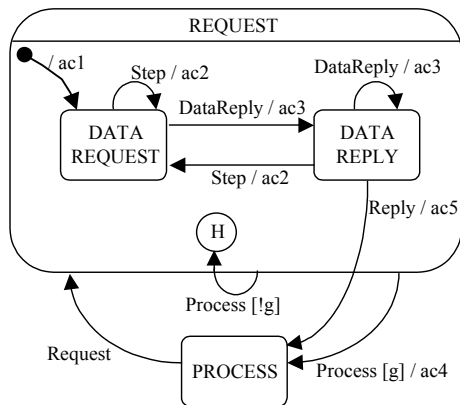 REQUEST
/ ac1
Step / ac2
DataReply / ac3
DATA
REQUEST
DataReply / ac3
DATA
REPLY
Step / ac2
Reply / ac5
H
Process [!g]
Request
PROCESS
Process [g] / ac4